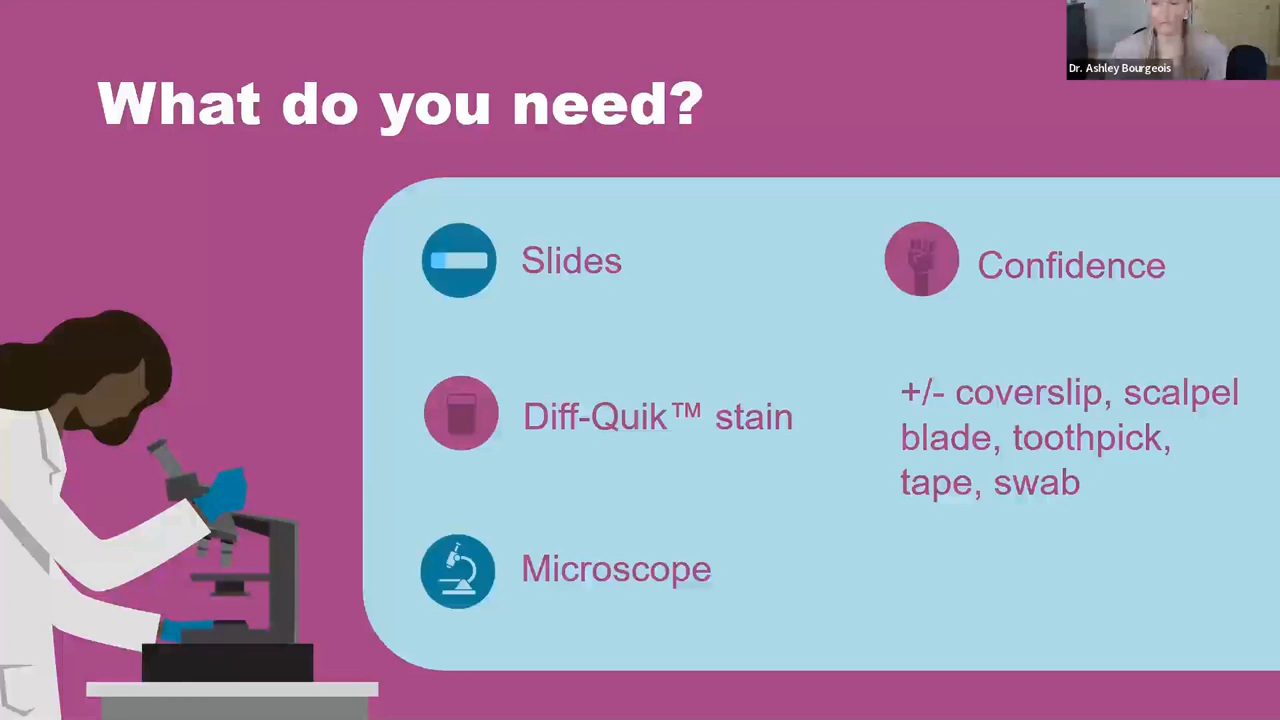 Dr. Ashley Bourgeois
What do you need?
Slides
Confidence
Diff-Quik™ stain
+/- coverslip, scalpel
blade, toothpick,
tape, swab
Microscope